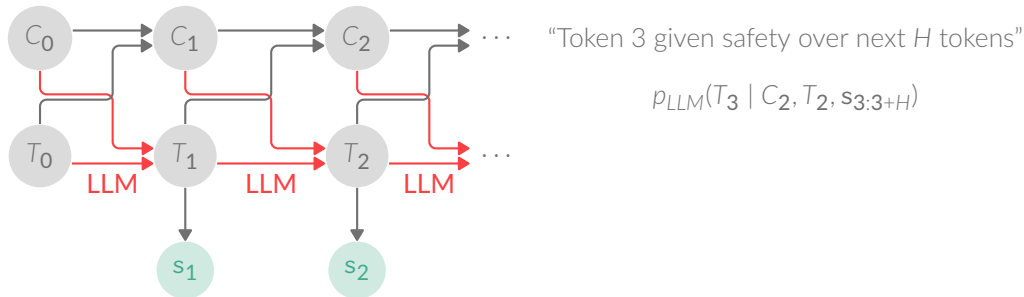 C0 C1 C2 ... “Token 3 given safety over next H tokens”
pLLM(T3 | C2, T2, s3:3+H)
T0 T1 T2 ...
LLM LLM LLM
s1 s2